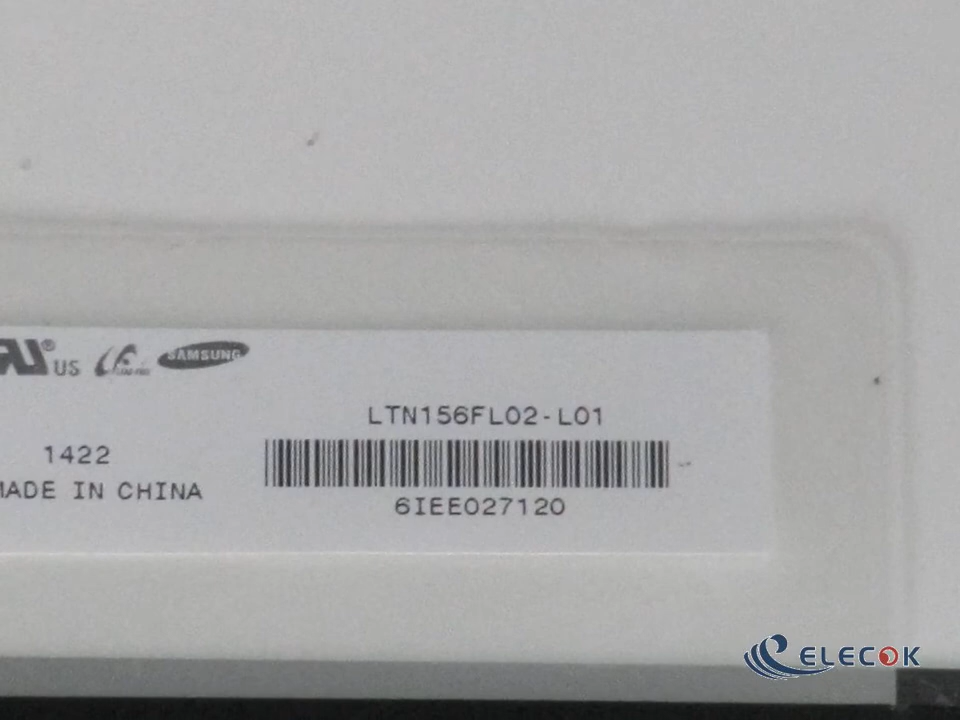 US
SAMSUNG
LTN156FL02-L01
1422
MADE IN CHINA
6IEE027120
ELECOK